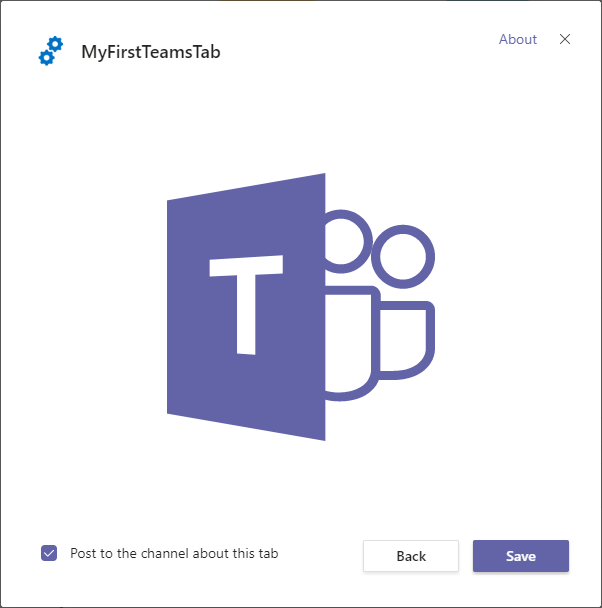 MyFirstTeamsTab
About
T
Post to the channel about this tab
Back
Save